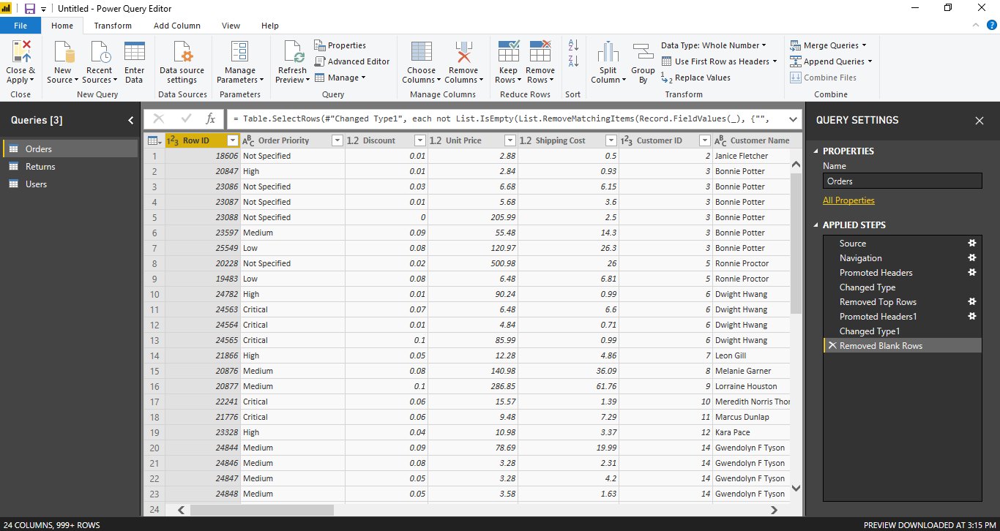 Untitled - Power Query Editor
File Home Transform Add Column View Help
Close & Apply
New Source
Recent Sources
Enter Data
Data source settings
Manage Parameters
Refresh Preview
Properties
Advanced Editor
Manage
Choose Columns
Remove Columns
Keep Rows
Remove Rows
Split Column
Group By
Data Type: Whole Number
Use First Row as Headers
Replace Values
Merge Queries
Append Queries
Combine Files
Close New Query Data Sources Parameters Query Manage Columns Reduce Rows Sort Transform Combine
Queries [3]
Orders
Returns
Users
fx = Table.SelectRows(#"Changed Type1", each not List.IsEmpty(List.RemoveMatchingItems(Record.FieldValues(_), {"",
Row ID Order Priority Discount Unit Price Shipping Cost Customer ID Customer Name
1 18606 Not Specified 0.01 2.88 0.5 2 Janice Fletcher
2 20847 High 0.01 2.84 0.93 3 Bonnie Potter
3 23086 Not Specified 0.03 6.68 6.15 3 Bonnie Potter
4 23087 Not Specified 0.01 5.68 3.6 3 Bonnie Potter
5 23088 Not Specified 0 205.99 2.5 3 Bonnie Potter
6 23597 Medium 0.09 55.48 14.3 3 Bonnie Potter
7 25549 Low 0.08 120.97 26.3 3 Bonnie Potter
8 20228 Not Specified 0.02 500.98 26 5 Ronnie Proctor
9 19483 Low 0.08 6.48 6.81 5 Ronnie Proctor
10 24782 High 0.01 90.24 0.99 6 Dwight Hwang
11 24563 Critical 0.07 6.48 6.6 6 Dwight Hwang
12 24564 Critical 0.01 4.84 0.71 6 Dwight Hwang
13 24565 Critical 0.1 85.99 0.99 6 Dwight Hwang
14 21866 High 0.05 12.28 4.86 7 Leon Gill
15 20876 Medium 0.08 140.98 36.09 8 Melanie Garner
16 20877 Medium 0.1 286.85 61.76 9 Lorraine Houston
17 22241 Critical 0.06 15.57 1.39 10 Meredith Norris Thor
18 21776 Critical 0.06 9.48 7.29 11 Marcus Dunlap
19 23328 High 0.04 10.98 3.37 12 Kara Pace
20 24844 Medium 0.09 78.69 19.99 14 Gwendolyn F Tyson
21 24846 Medium 0.08 3.28 2.31 14 Gwendolyn F Tyson
22 24847 Medium 0.05 3.28 4.2 14 Gwendolyn F Tyson
23 24848 Medium 0.05 3.58 1.63 14 Gwendolyn F Tyson
24
QUERY SETTINGS
PROPERTIES
Name
Orders
All Properties
APPLIED STEPS
Source
Navigation
Promoted Headers
Changed Type
Removed Top Rows
Promoted Headers1
Changed Type1
Removed Blank Rows
24 COLUMNS, 999+ ROWS
PREVIEW DOWNLOADED AT 3:15 PM